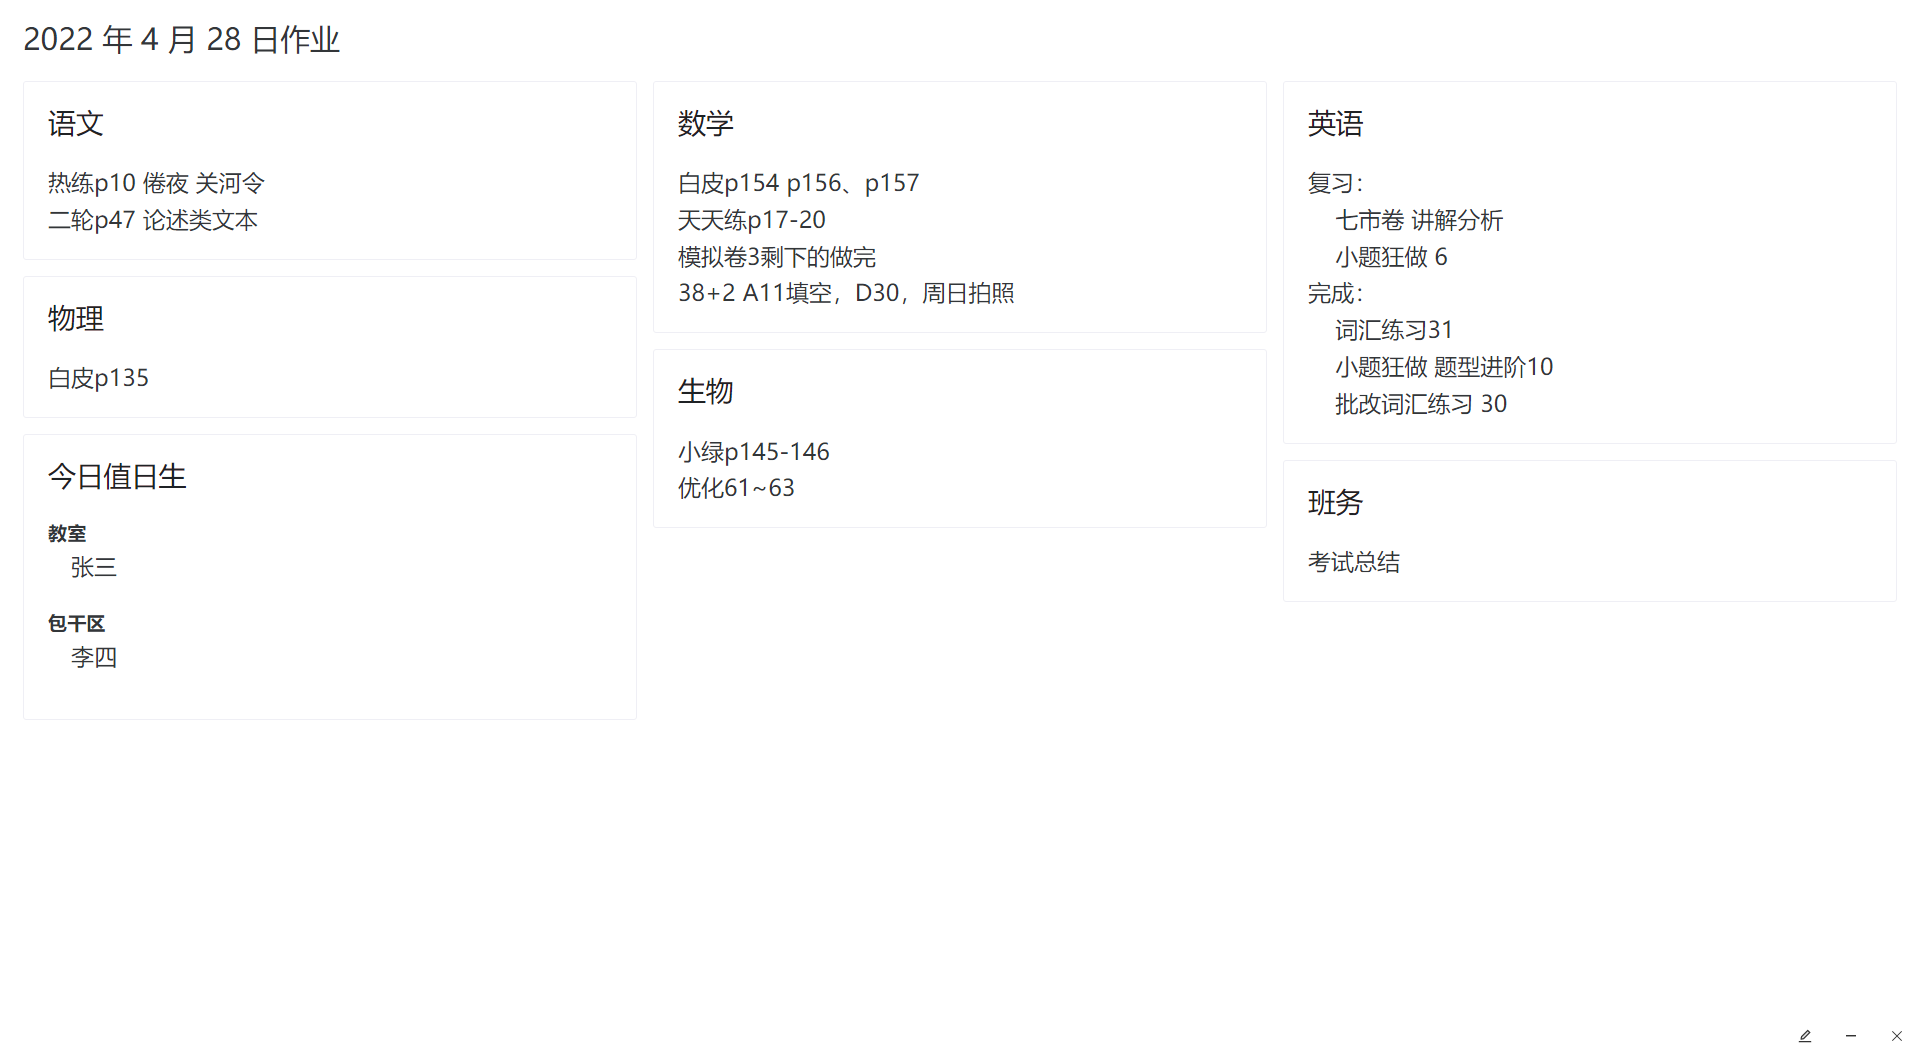 2022 年 4 月 28 日作业
语文
热练p10 倦夜 关河令
二轮p47 论述类文本
物理
白皮p135
今日值日生
教室
张三
包干区
李四
数学
白皮p154 p156、p157
天天练p17-20
模拟卷3剩下的做完
38+2 A11填空，D30，周日拍照
生物
小绿p145-146
优化61~63
英语
复习：
七市卷 讲解分析
小题狂做 6
完成：
词汇练习31
小题狂做 题型进阶10
批改词汇练习 30
班务
考试总结